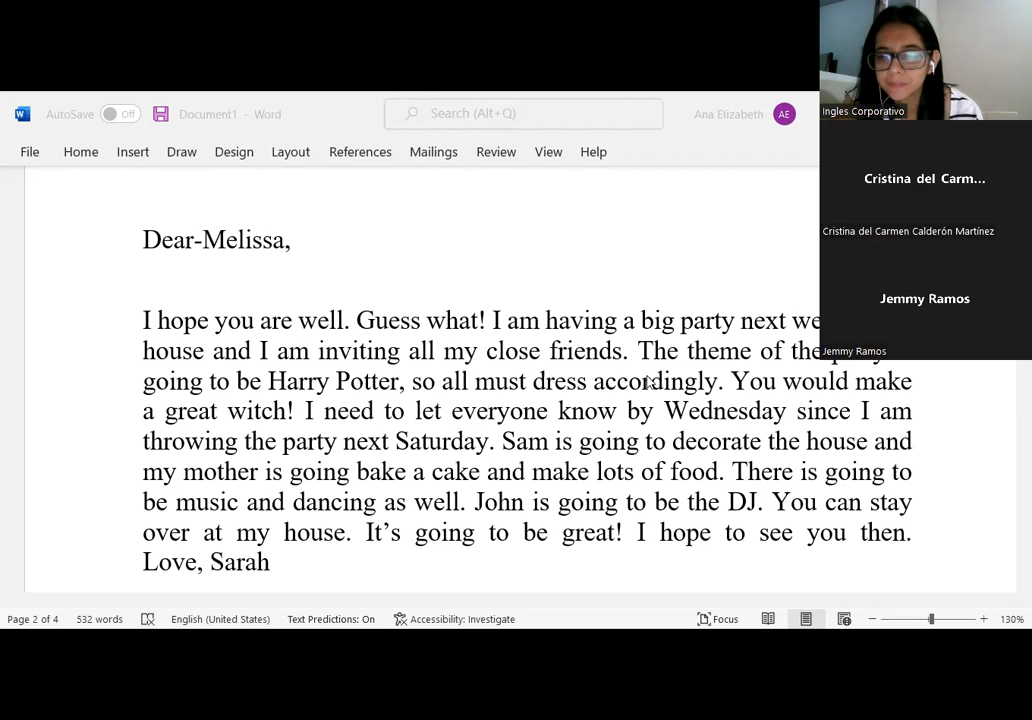 AutoSave Off Document1 - Word Search (Alt+Q) Ana Elizabeth AE
File Home Insert Draw Design Layout References Mailings Review View Help
Ingles Corporativo
Cristina del Carm...
Cristina del Carmen Calderón Martínez
Jemmy Ramos
Jemmy Ramos
Dear-Melissa,
I hope you are well. Guess what! I am having a big party next we
house and I am inviting all my close friends. The theme of the
going to be Harry Potter, so all must dress accordingly. You would make
a great witch! I need to let everyone know by Wednesday since I am
throwing the party next Saturday. Sam is going to decorate the house and
my mother is going bake a cake and make lots of food. There is going to
be music and dancing as well. John is going to be the DJ. You can stay
over at my house. It's going to be great! I hope to see you then.
Love, Sarah
Page 2 of 4 532 words English (United States) Text Predictions: On Accessibility: Investigate Focus 130%